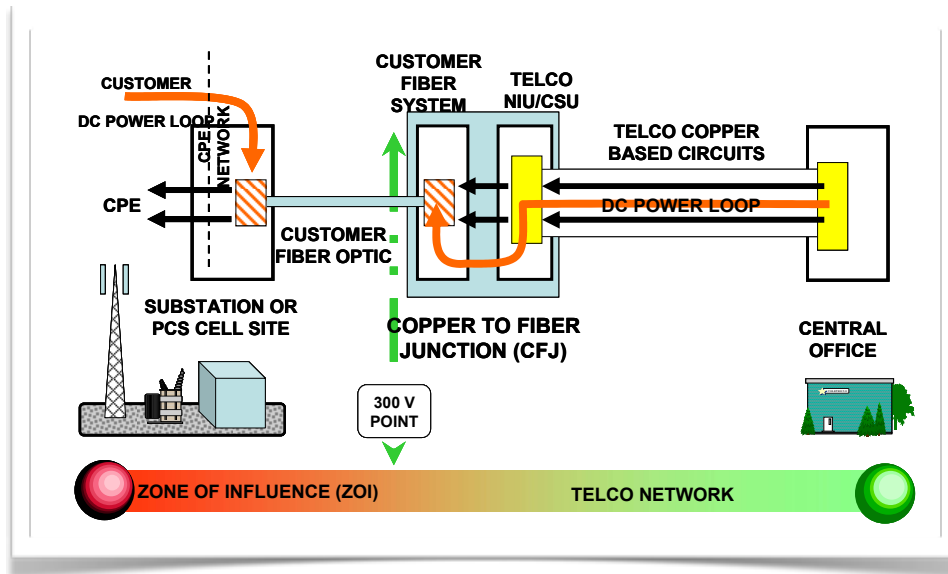 CUSTOMER
DC POWER LOOP
CPE
NETWORK
CPE
CUSTOMER
FIBER
SYSTEM
TELCO
NIU/CSU
TELCO COPPER
BASED CIRCUITS
DC POWER LOOP
CUSTOMER
FIBER OPTIC
SUBSTATION OR
PCS CELL SITE
COPPER TO FIBER
JUNCTION (CFJ)
CENTRAL
OFFICE
300 V
POINT
ZONE OF INFLUENCE (ZOI)
TELCO NETWORK